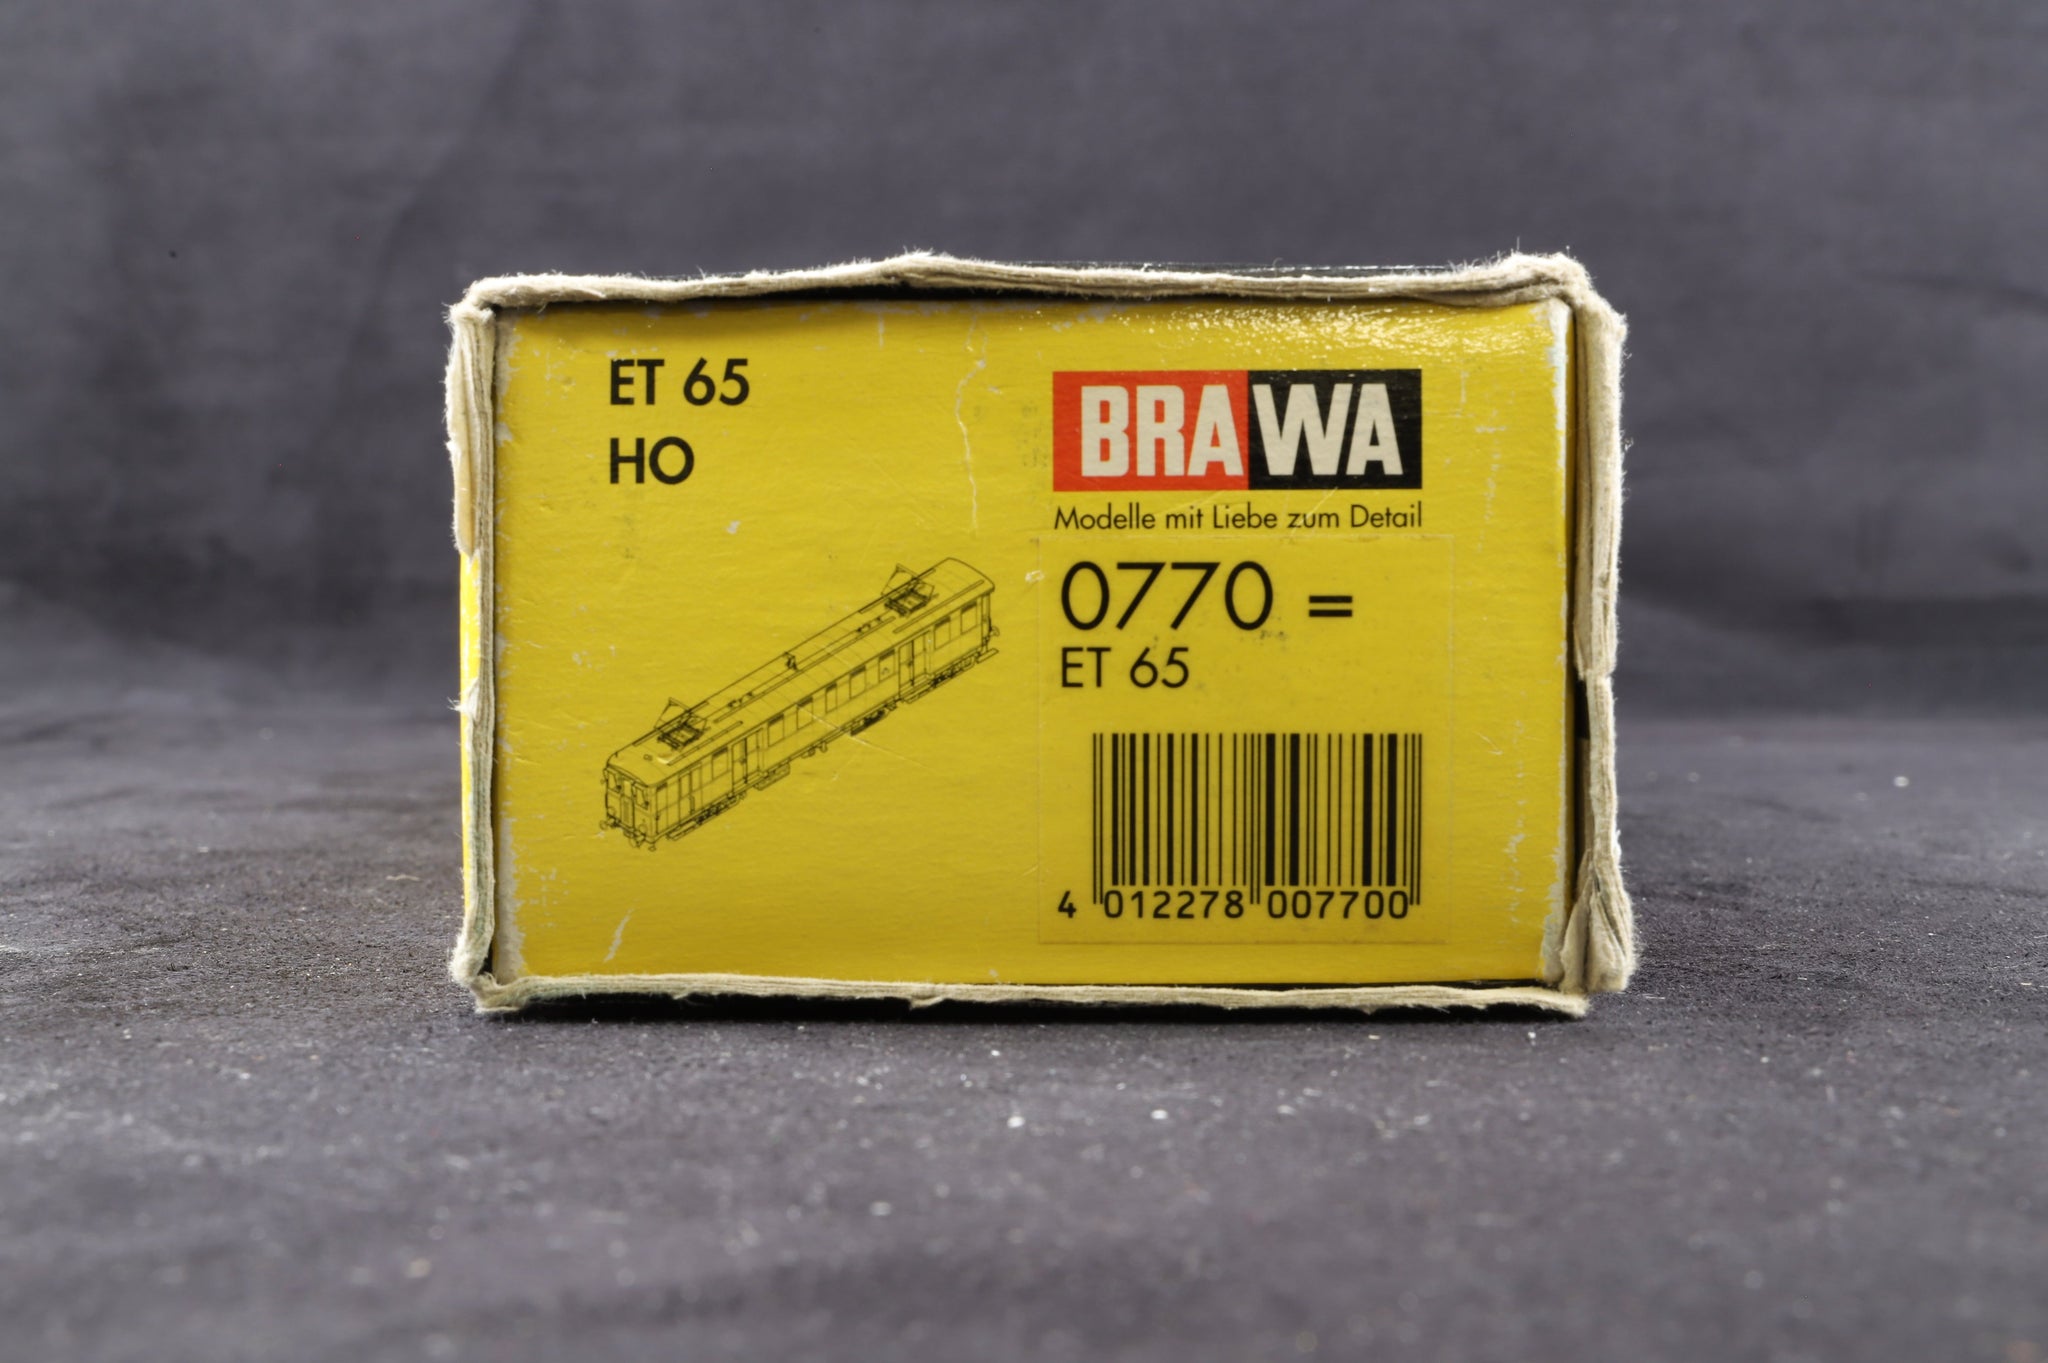 ET 65
HO
BRAWA
Modelle mit Liebe zum Detail
0770 =
ET 65
4 012278 007700